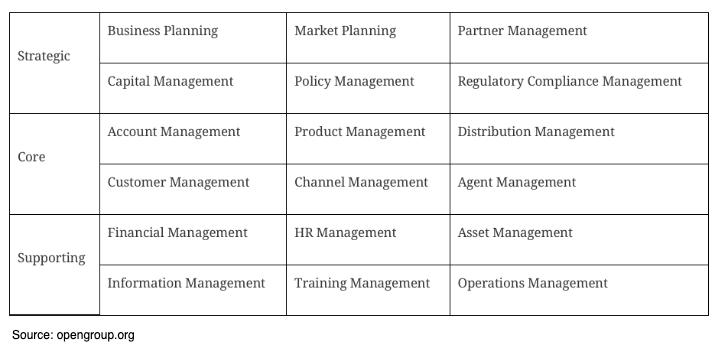 Strategic
Business Planning
Market Planning
Partner Management
Capital Management
Policy Management
Regulatory Compliance Management
Core
Account Management
Product Management
Distribution Management
Customer Management
Channel Management
Agent Management
Supporting
Financial Management
HR Management
Asset Management
Information Management
Training Management
Operations Management
Source: opengroup.org